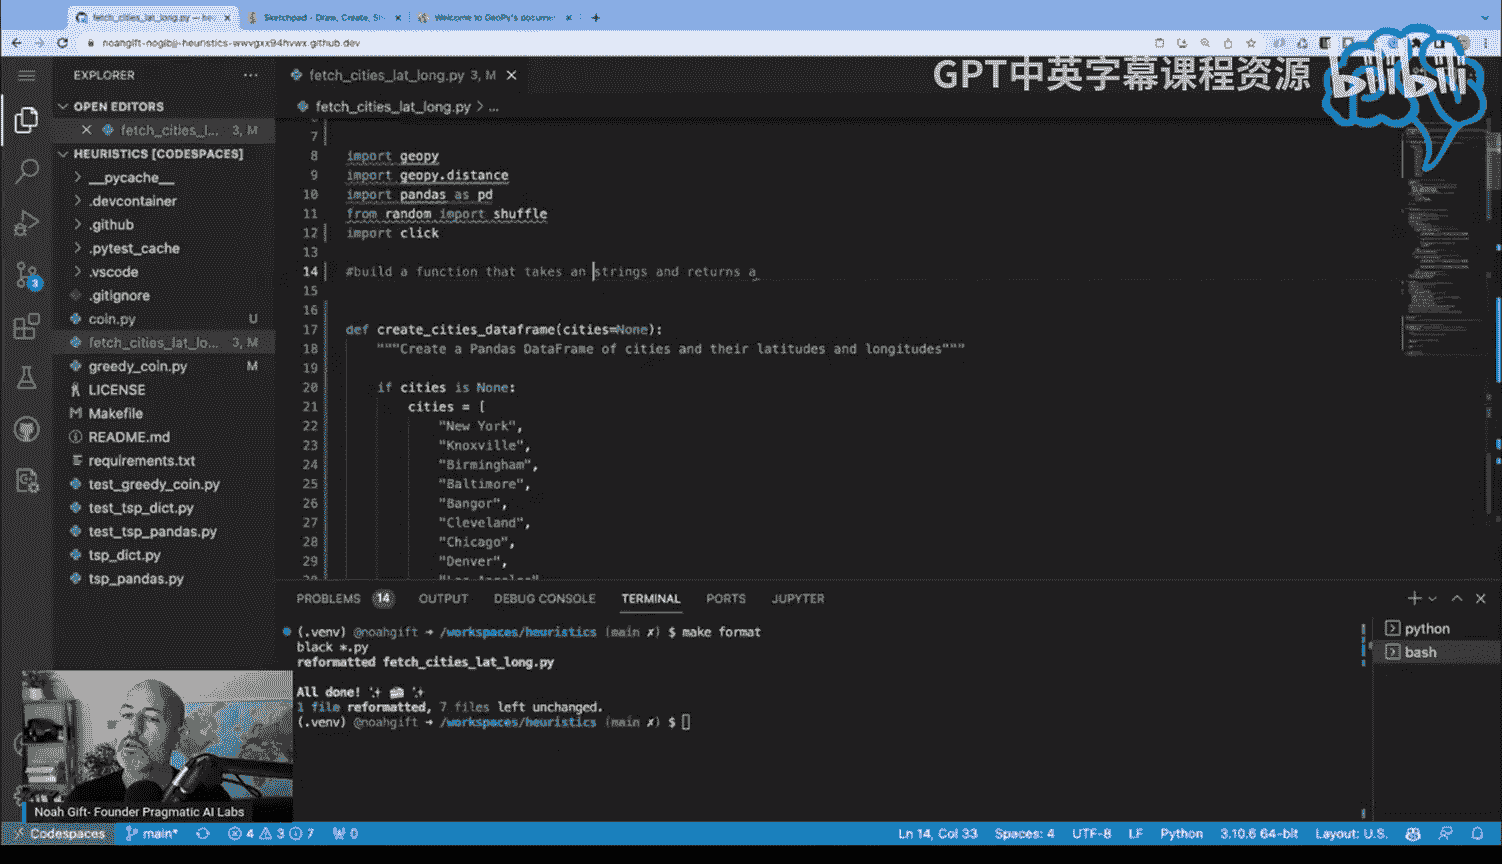 fetch_cities_lat_long.py — heu
Sketchpad - Draw, Create, Sh
Welcome to GeoPy's docume
noahgift-nogibjj-heuristics-wwvgxx94hvwx.github.dev
GPT中英字幕课程资源
bilibili
EXPLORER
OPEN EDITORS
fetch_cities_l... 3, M
HEURISTICS [CODESPACES]
__pycache__
.devcontainer
.github
.pytest_cache
.vscode
.gitignore
coin.py U
fetch_cities_lat_lo... 3, M
greedy_coin.py M
LICENSE
Makefile
README.md
requirements.txt
test_greedy_coin.py
test_tsp_dict.py
test_tsp_pandas.py
tsp_dict.py
tsp_pandas.py
3
fetch_cities_lat_long.py 3, M
fetch_cities_lat_long.py > ...
7
8 import geopy
9 import geopy.distance
10 import pandas as pd
11 from random import shuffle
12 import click
13
14 #build a function that takes an strings and returns a
15
16
17 def create_cities_dataframe(cities=None):
18 """Create a Pandas DataFrame of cities and their latitudes and longitudes"""
19
20 if cities is None:
21 cities = [
22 "New York",
23 "Knoxville",
24 "Birmingham",
25 "Baltimore",
26 "Bangor",
27 "Cleveland",
28 "Chicago",
29 "Denver",
PROBLEMS 14 OUTPUT DEBUG CONSOLE TERMINAL PORTS JUPYTER
(.venv) @noahgift → /workspaces/heuristics (main ✗) $ make format
black *.py
reformatted fetch_cities_lat_long.py
All done! ✨ 🍰 ✨
1 file reformatted, 7 files left unchanged.
(.venv) @noahgift → /workspaces/heuristics (main ✗) $
python
bash
Noah Gift- Founder Pragmatic AI Labs
Codespaces main* 4 3 7 0
Ln 14, Col 33 Spaces: 4 UTF-8 LF Python 3.10.6 64-bit Layout: U.S.